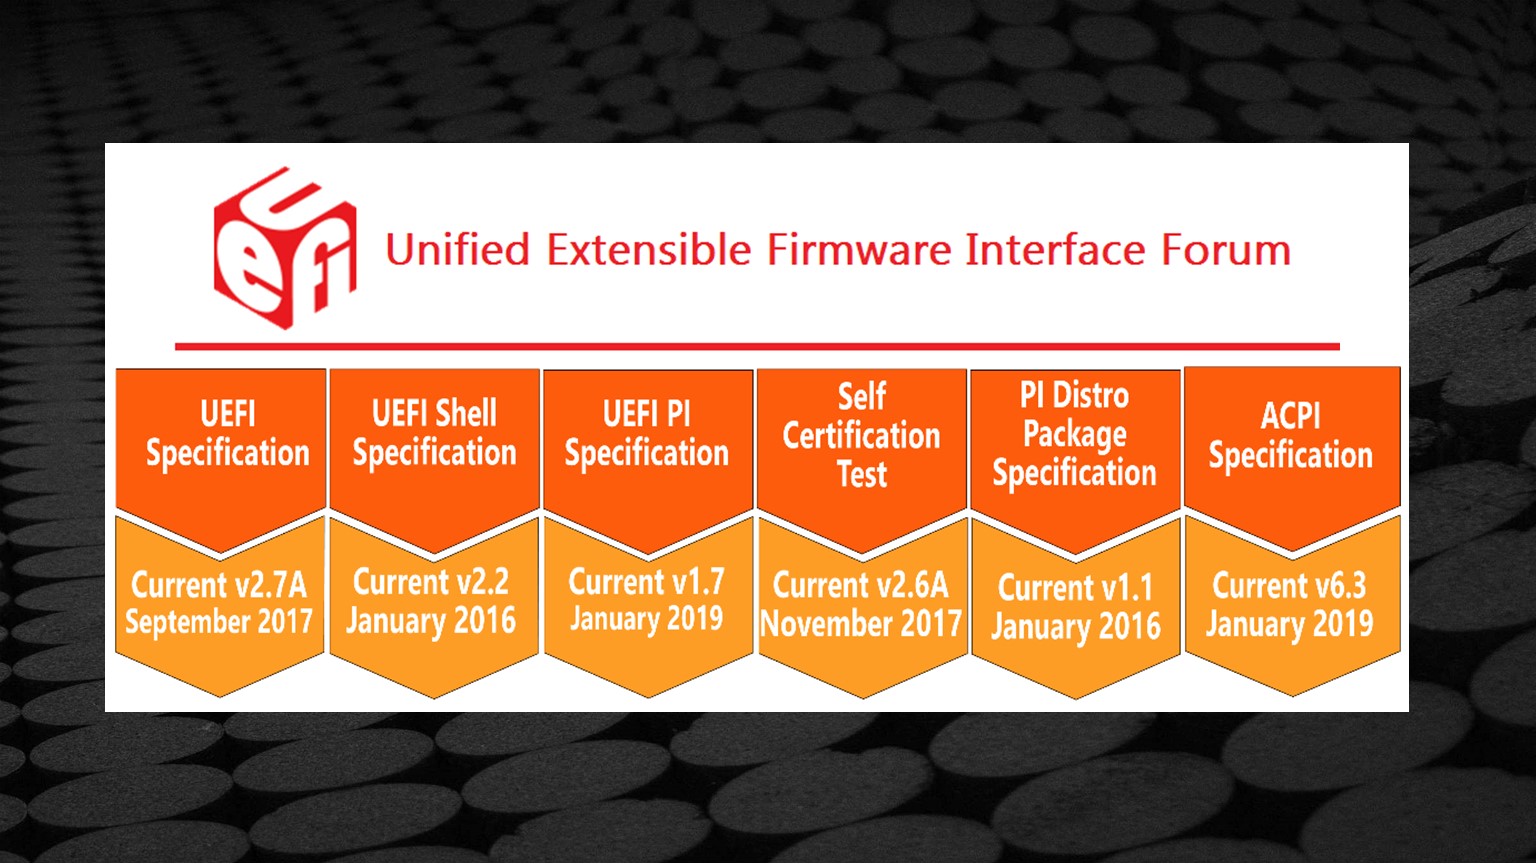 uefi
Unified Extensible Firmware Interface Forum
UEFI
Specification
UEFI Shell
Specification
UEFI PI
Specification
Self
Certification
Test
PI Distro
Package
Specification
ACPI
Specification
Current v2.7A
September 2017
Current v2.2
January 2016
Current v1.7
January 2019
Current v2.6A
November 2017
Current v1.1
January 2016
Current v6.3
January 2019